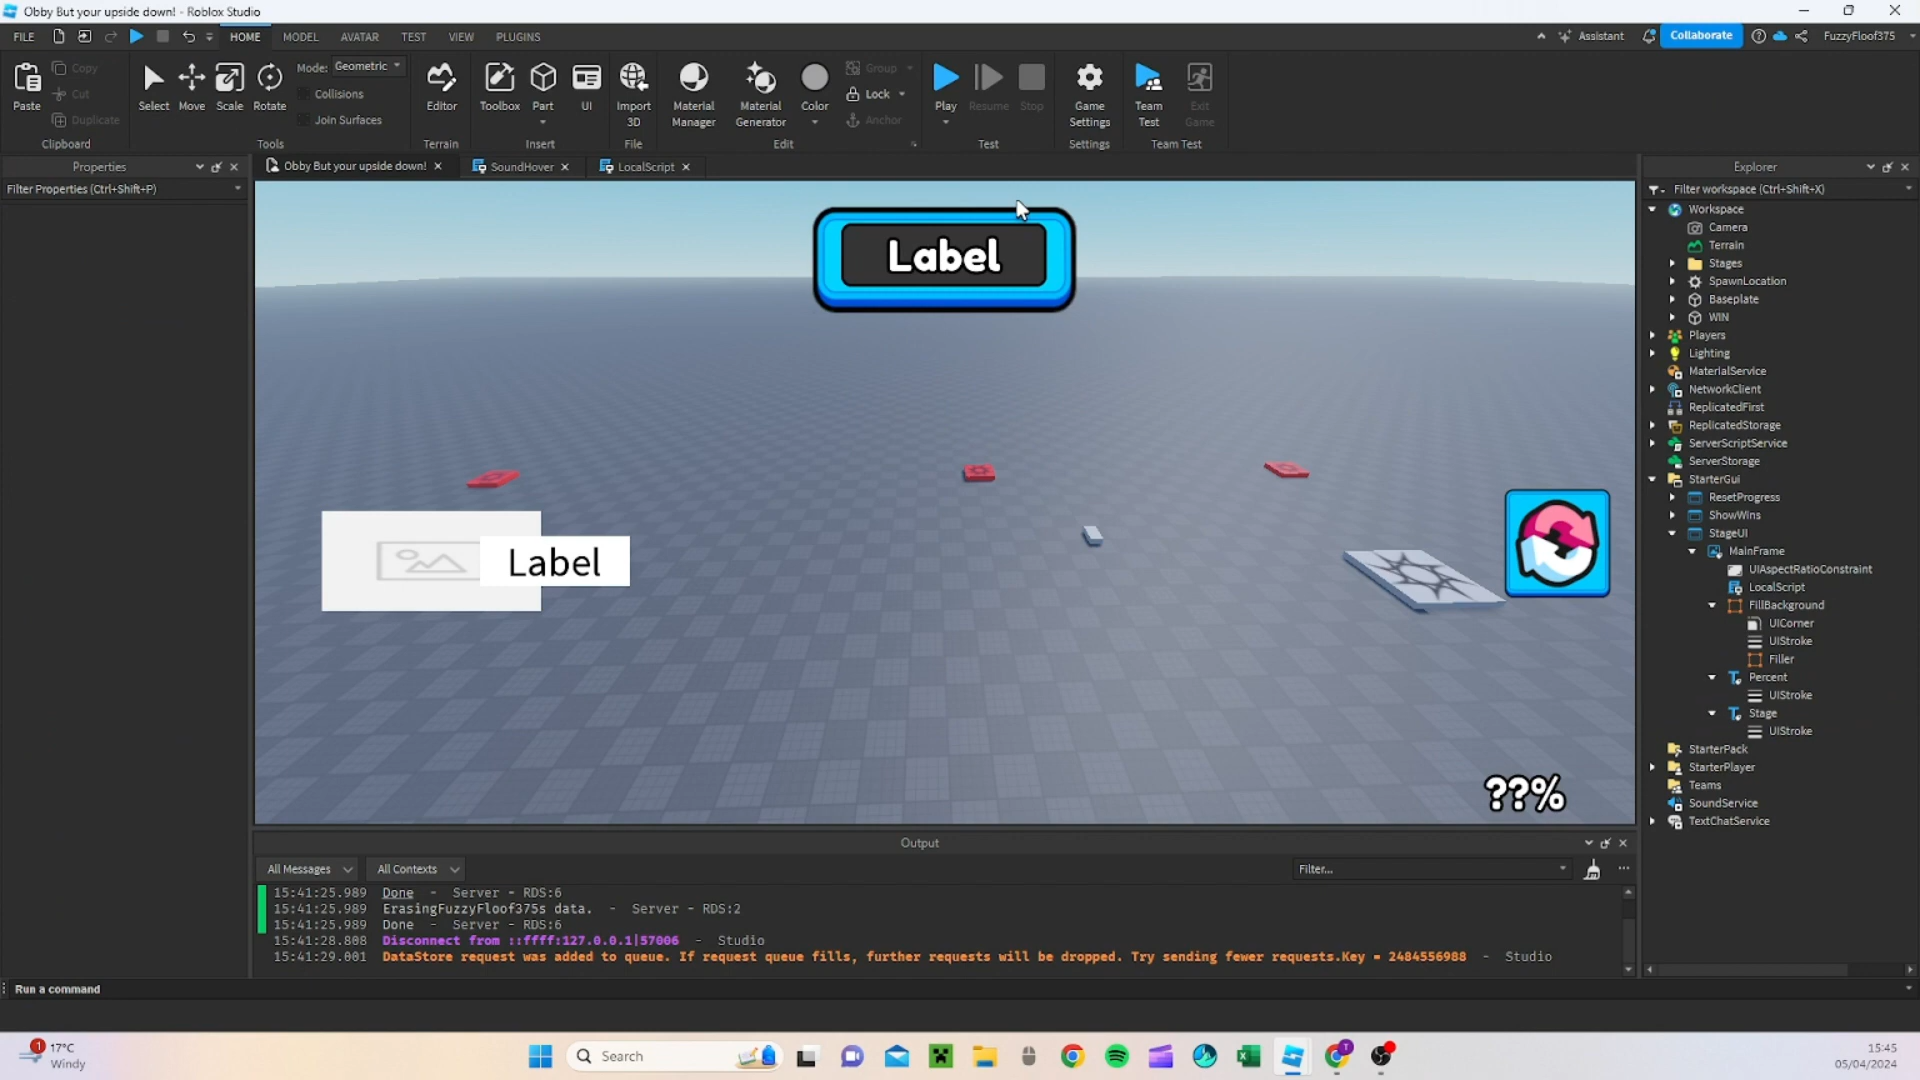 Obby But your upside down! - Roblox Studio
FILE HOME MODEL AVATAR TEST VIEW PLUGINS Assistant Collaborate FuzzyFloof375
Paste Copy Cut Duplicate Clipboard
Select Move Scale Rotate Mode: Geometric Collisions Join Surfaces Tools
Editor Terrain
Toolbox Part UI Insert
Import 3D File
Material Manager Material Generator Color Group Lock Anchor Edit
Play Resume Stop Test
Game Settings Settings
Team Test Exit Game Team Test
Properties
Filter Properties (Ctrl+Shift+P)
Obby But your upside down! SoundHover LocalScript
Label
Label
??%
Explorer
Filter workspace (Ctrl+Shift+X)
Workspace
Camera
Terrain
Stages
SpawnLocation
Baseplate
WIN
Players
Lighting
MaterialService
NetworkClient
ReplicatedFirst
ReplicatedStorage
ServerScriptService
ServerStorage
StarterGui
ResetProgress
ShowWins
StageUI
MainFrame
UIAspectRatioConstraint
LocalScript
FillBackground
UICorner
UIStroke
Filler
Percent
UIStroke
Stage
UIStroke
StarterPack
StarterPlayer
Teams
SoundService
TextChatService
Output
All Messages All Contexts Filter...
15:41:25.989 Done - Server - RDS:6
15:41:25.989 ErasingFuzzyFloof375s data. - Server - RDS:2
15:41:25.989 Done - Server - RDS:6
15:41:28.808 Disconnect from ::ffff:127.0.0.1|57006 - Studio
15:41:29.001 DataStore request was added to queue. If request queue fills, further requests will be dropped. Try sending fewer requests.Key = 2484556988 - Studio
Run a command
1 17°C
Windy
Search
15:45
05/04/2024